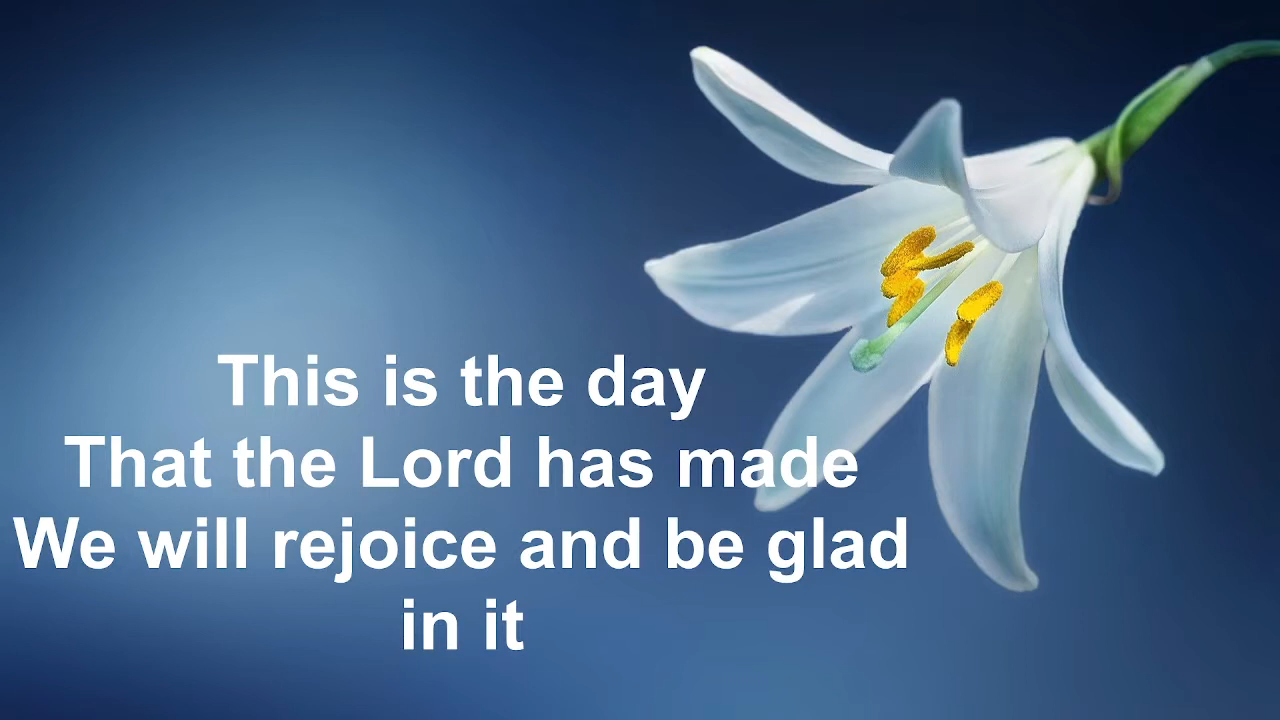 This is the day
That the Lord has made
We will rejoice and be glad
in it